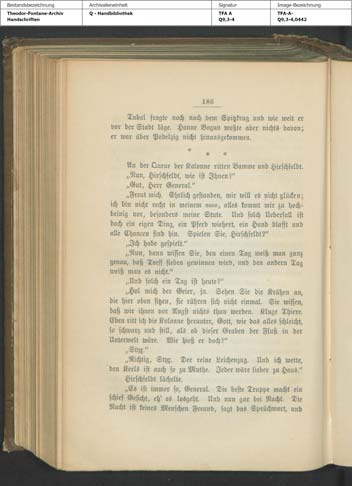 Bestandsbezeichnung
Archivalieneinheit
Signatur
Image-Bezeichnung
Theodor-Fontane-Archiv
Handschriften
Q - Handbibliothek
TFA A
Q9,3-4
TFA-A-
Q9,3-4,0442
186
Tubal fragte nach dem Spitzkrug und wie weit er
vor der Stadt läge. Hanne Bogun wußte aber nichts davon;
er war über Podelzig nicht hinausgekommen.
* * *
An der Queue der Kolonne ritten Bamme und Hirschfeldt.
„Nun, Hirschfeldt, wie ist Ihnen?“
„Gut, Herr General.“
„Freut mich. Ehrlich gestanden, mir will es nicht glücken;
ich bin nicht recht in meinem alles kommt mir zu hoch-
beinig vor, besonders meine Stute. Und solch Ueberfall ist
doch ein eigen Ding, ein Pferd wiehert, ein Hund blafft und
alle Chancen sind hin. Spielen Sie, Hirschfeldt?“
„Ich habe gespielt.“
„Nun, dann wissen Sie, den einen Tag weiß man ganz
genau, daß Treff sieben gewinnen wird, und den andern Tag
weiß man es nicht.“
„Und solch ein Tag ist heute?“
„Hol mich der Geier, ja. Sehen Sie die Krähen an,
die hier oben sitzen, sie rühren sich nicht einmal. Sie wissen,
daß wir ihnen vor Nichts nicht thun werden. Kluge Thiere.
Eben ritt ich die Kolonne herunter, Gott, wie das alles schleicht,
so schwarz und still, als ob dieser Graben der Fluß in der
Unterwelt wäre. Wie hieß er doch?“
„Styx.“
„Richtig, Styx. Der reine Leichenzug. Und ich wette,
den Kerls ist auch so zu Muthe. Jeder wäre lieber zu Haus.“
Hirschfeldt lächelte.
„Es ist immer so, General. Die beste Truppe macht ein
schief Gesicht, eh’ es losgeht. Und nun gar bei Nacht. Die
Nacht ist keines Menschen Freund, sagt das Sprüchwort, und